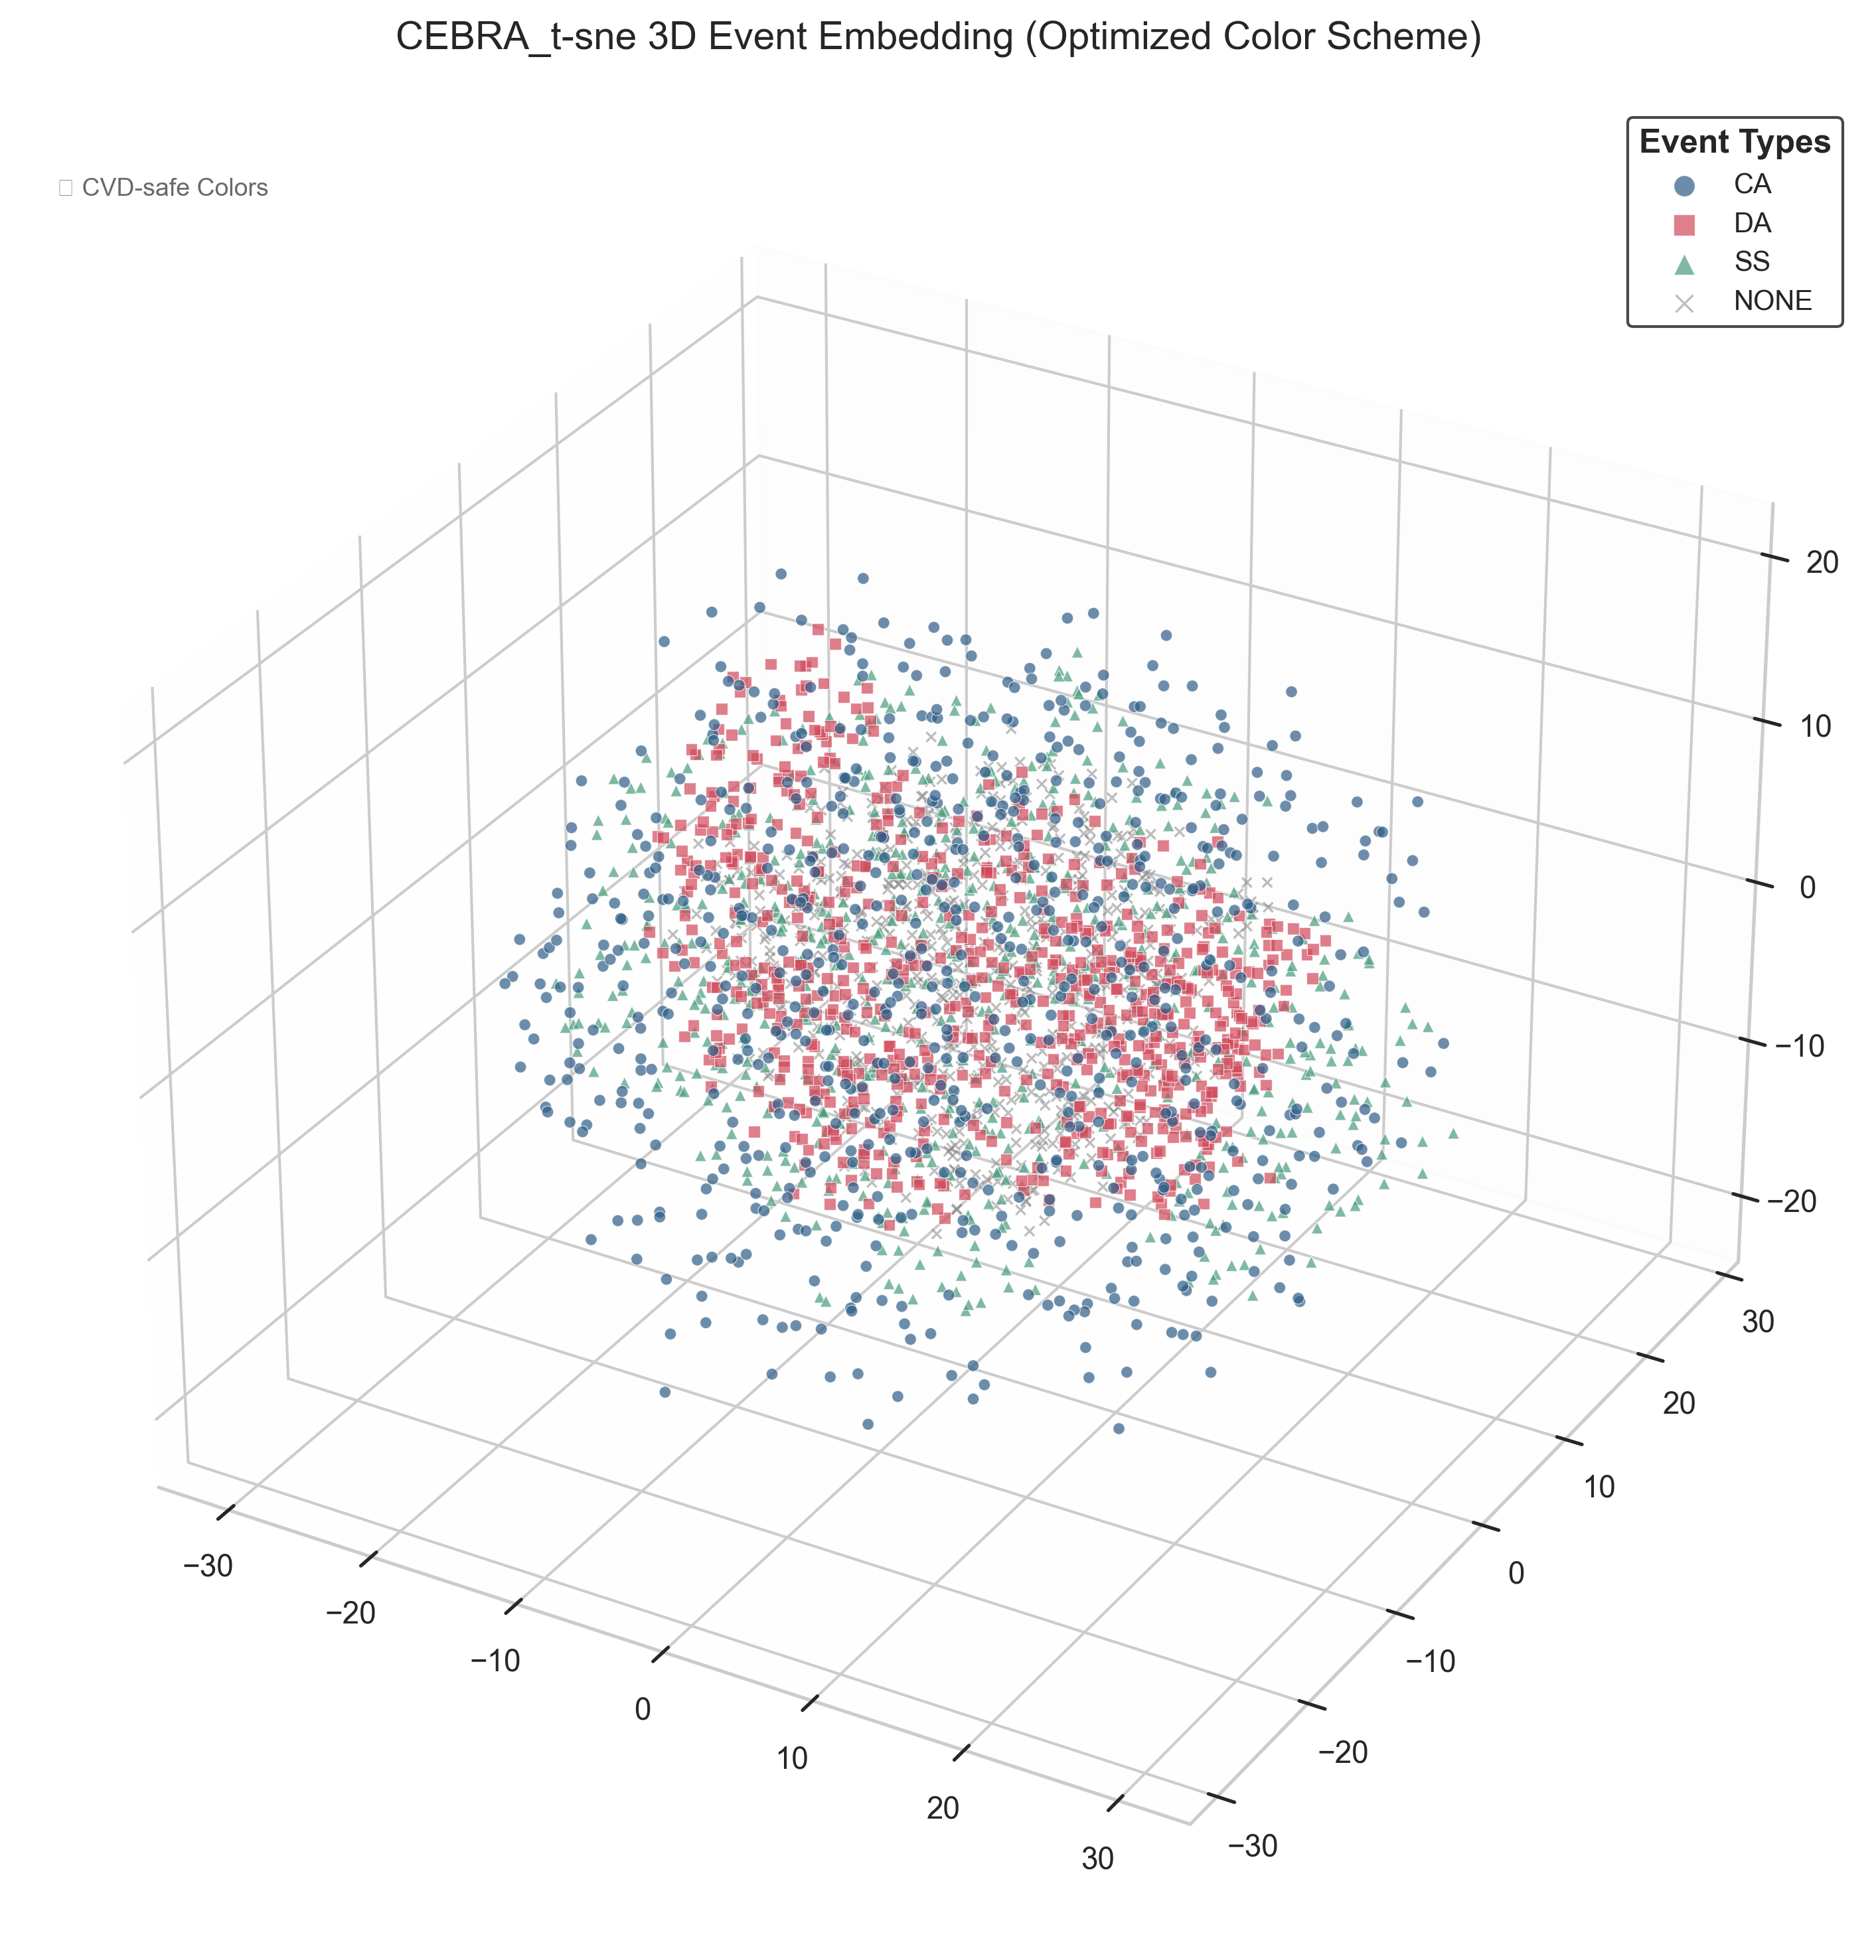 CEBRA_t-sne 3D Event Embedding (Optimized Color Scheme)
Event Types
CA
DA
SS
NONE
CVD-safe Colors
20
10
0
−10
−20
30
20
10
0
−10
−20
−30
−30
−20
−10
0
10
20
30